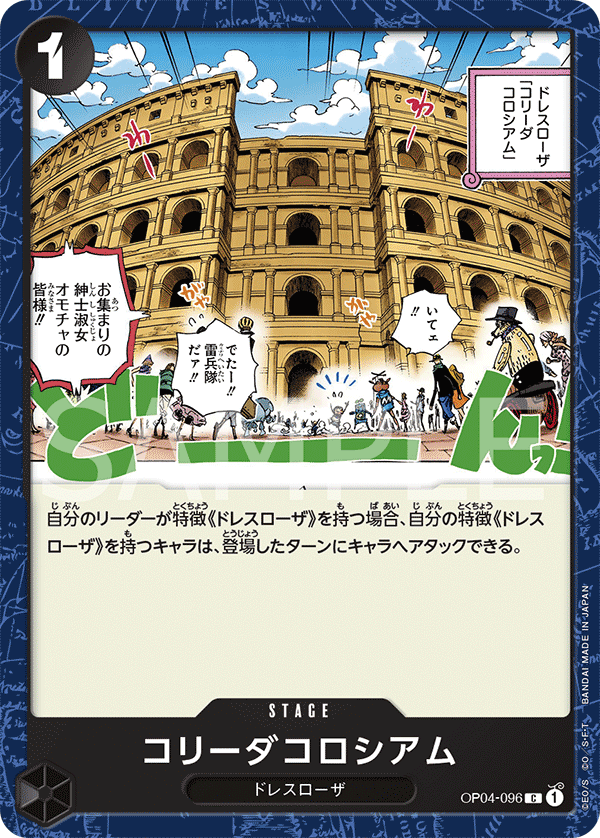 1
ドレスローザ
「コリーダ
コロシアム」
わ
わ
お集まりの
紳士淑女
オモチャの
皆様!!
でたー!!
雷兵隊
だァ!!
いてェ
!!
SAMPLE
自分のリーダーが特徴《ドレスローザ》を持つ場合、自分の特徴《ドレス
ローザ》を持つキャラは、登場したターンにキャラへアタックできる。
STAGE
コリーダコロシアム
ドレスローザ
OP04-096 C 1
©E.O/S. ©O./S.F.T BANDAI MADE IN JAPAN